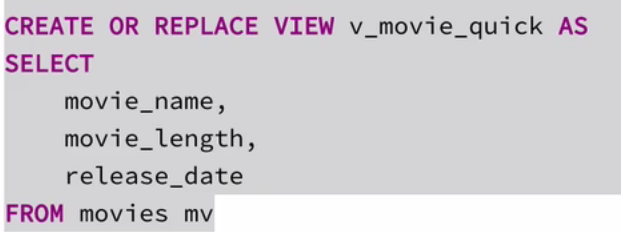 CREATE OR REPLACE VIEW v_movie_quick AS
SELECT
    movie_name,
    movie_length,
    release_date
FROM movies mv